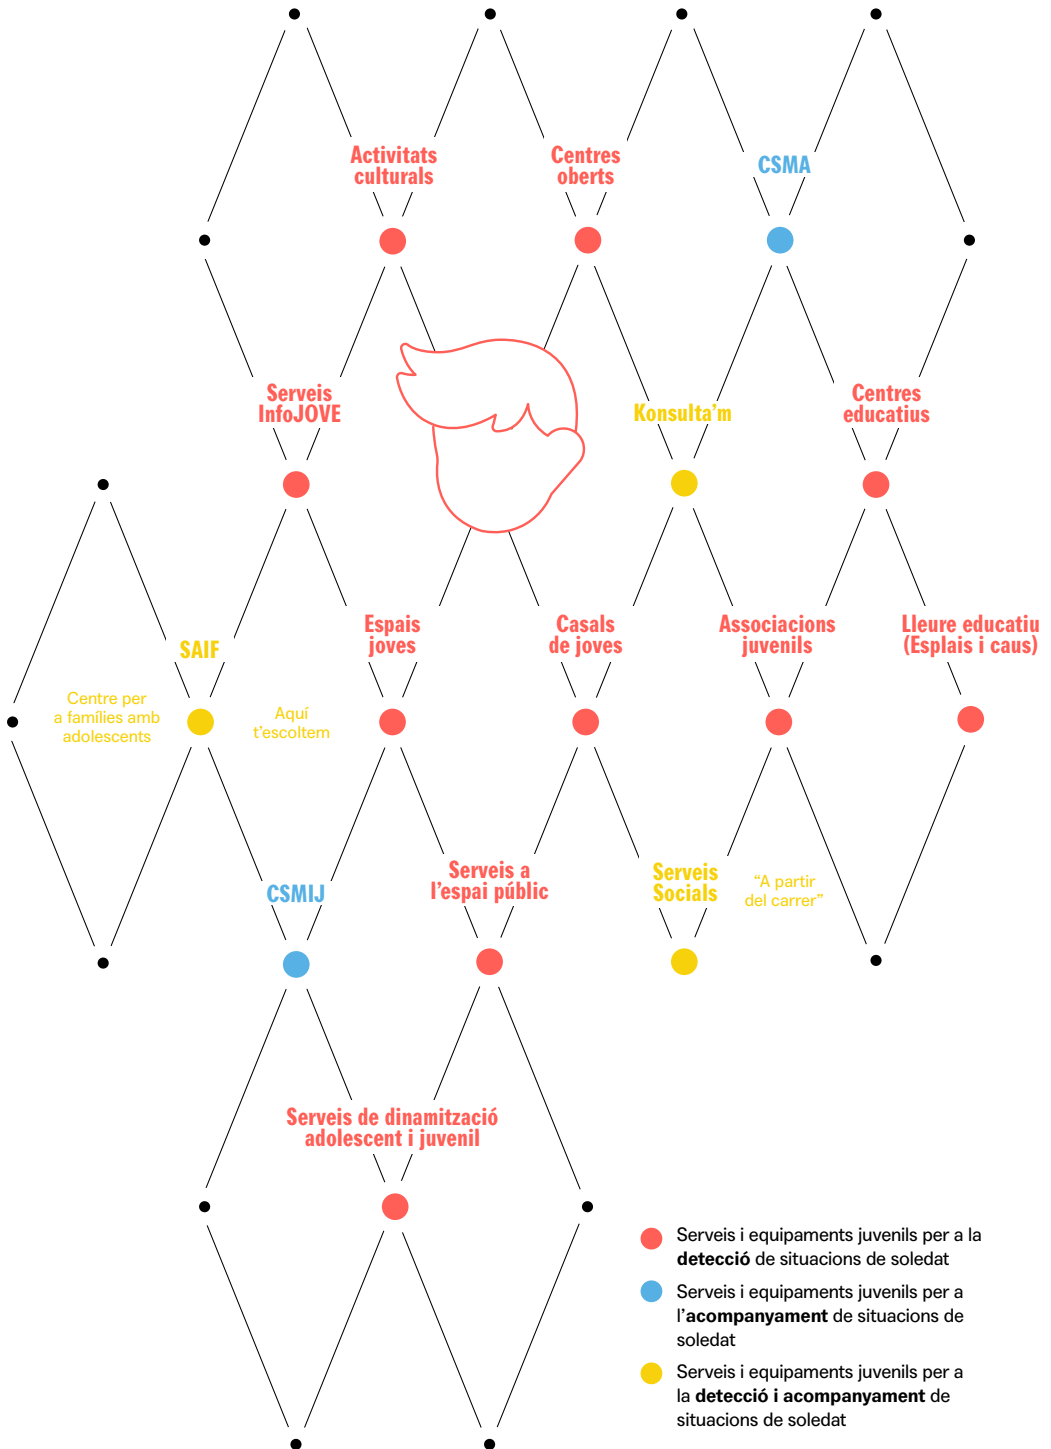 Activitats
culturals
Centres
oberts
CSMA
Serveis
InfoJOVE
Konsulta'm
Centres
educatius
SAIF
Espais
joves
Casals
de joves
Associacions
juvenils
Lleure educatiu
(Esplais i caus)
Centre per
a famílies amb
adolescents
Aquí
t'escoltem
CSMIJ
Serveis a
l'espai públic
Serveis
Socials
“A partir
del carrer”
Serveis de dinamització
adolescent i juvenil
Serveis i equipaments juvenils per a la
detecció de situacions de soledat
Serveis i equipaments juvenils per a
l'acompanyament de situacions de
soledat
Serveis i equipaments juvenils per a
la detecció i acompanyament de
situacions de soledat